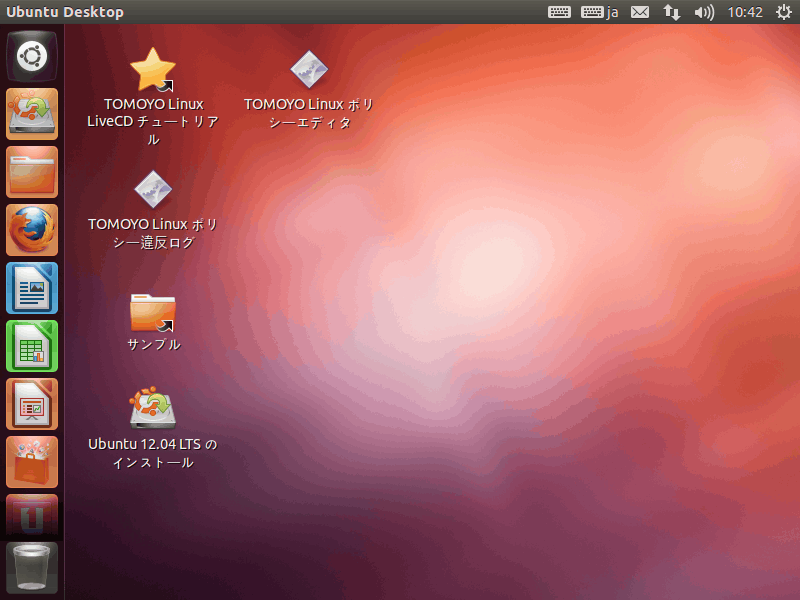 Ubuntu Desktop
ja
10:42
TOMOYO Linux
LiveCD チュートリア
ル
TOMOYO Linux ポリ
シーエディタ
TOMOYO Linux ポリ
シー違反ログ
サンプル
Ubuntu 12.04 LTS の
インストール